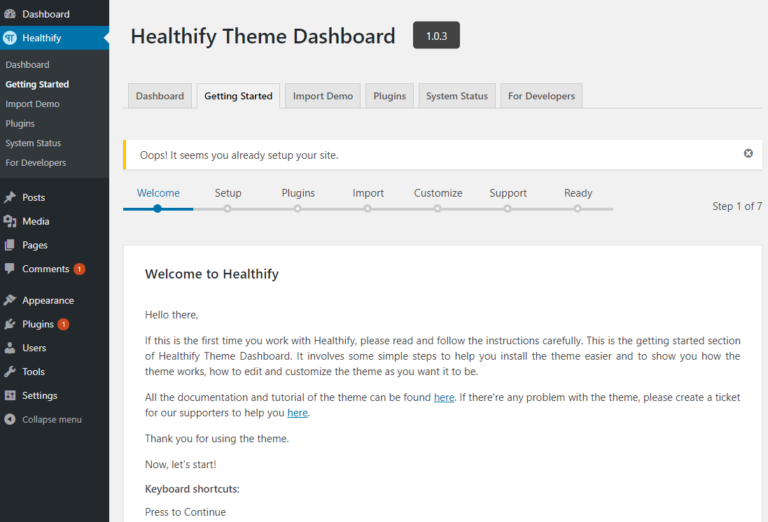 Dashboard
Healthify
Dashboard
Getting Started
Import Demo
Plugins
System Status
For Developers
Posts
Media
Pages
Comments 1
Appearance
Plugins 1
Users
Tools
Settings
Collapse menu
Healthify Theme Dashboard 1.0.3
Dashboard Getting Started Import Demo Plugins System Status For Developers
Oops! It seems you already setup your site.
Welcome Setup Plugins Import Customize Support Ready
Step 1 of 7
Welcome to Healthify
Hello there,
If this is the first time you work with Healthify, please read and follow the instructions carefully. This is the getting started section
of Healthify Theme Dashboard. It involves some simple steps to help you install the theme easier and to show you how the
theme works, how to edit and customize the theme as you want it to be.
All the documentation and tutorial of the theme can be found here. If there're any problem with the theme, please create a ticket
for our supporters to help you here.
Thank you for using the theme.
Now, let's start!
Keyboard shortcuts:
Press to Continue